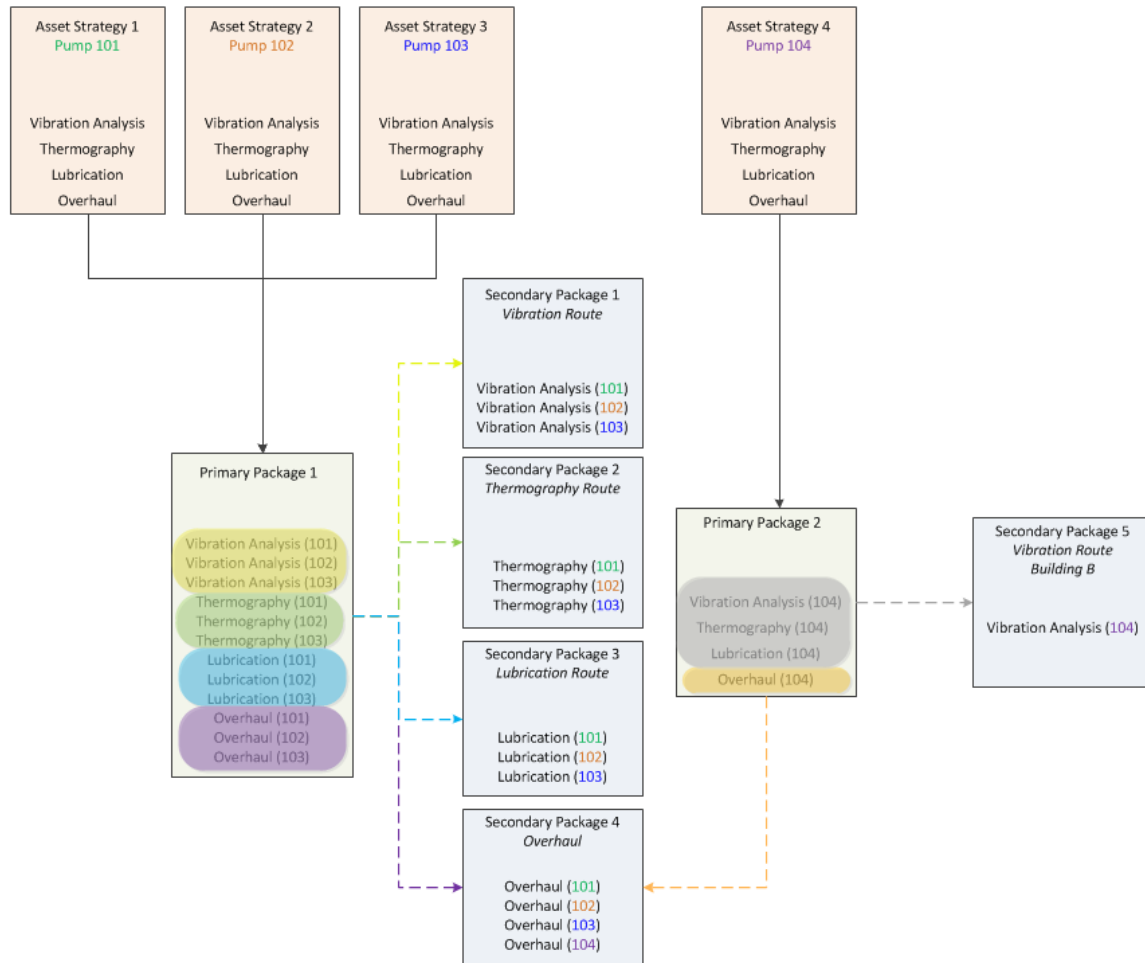 Asset Strategy 1
Pump 101
Vibration Analysis
Thermography
Lubrication
Overhaul
Asset Strategy 2
Pump 102
Vibration Analysis
Thermography
Lubrication
Overhaul
Asset Strategy 3
Pump 103
Vibration Analysis
Thermography
Lubrication
Overhaul
Asset Strategy 4
Pump 104
Vibration Analysis
Thermography
Lubrication
Overhaul
Primary Package 1
Vibration Analysis (101)
Vibration Analysis (102)
Vibration Analysis (103)
Thermography (101)
Thermography (102)
Thermography (103)
Lubrication (101)
Lubrication (102)
Lubrication (103)
Overhaul (101)
Overhaul (102)
Overhaul (103)
Secondary Package 1
Vibration Route
Vibration Analysis (101)
Vibration Analysis (102)
Vibration Analysis (103)
Secondary Package 2
Thermography Route
Thermography (101)
Thermography (102)
Thermography (103)
Secondary Package 3
Lubrication Route
Lubrication (101)
Lubrication (102)
Lubrication (103)
Secondary Package 4
Overhaul
Overhaul (101)
Overhaul (102)
Overhaul (103)
Overhaul (104)
Primary Package 2
Vibration Analysis (104)
Thermography (104)
Lubrication (104)
Overhaul (104)
Secondary Package 5
Vibration Route
Building B
Vibration Analysis (104)